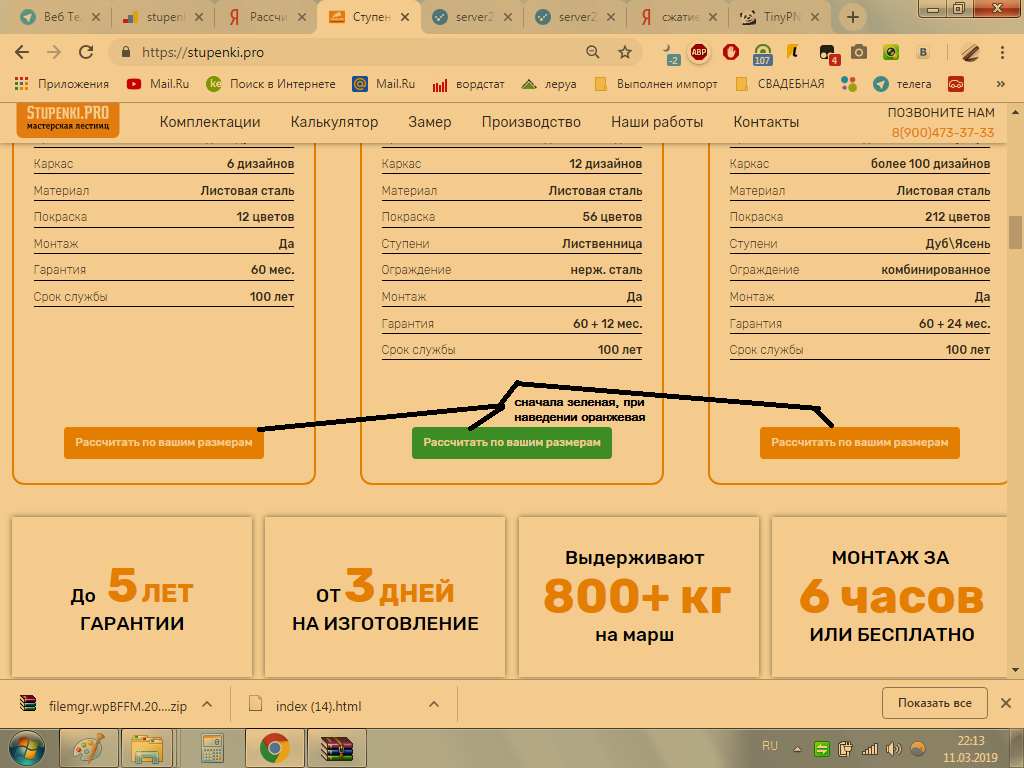 Веб Те
stupenk
Рассчи
Ступен
server2
server2
сжатие
TinyPN
https://stupenki.pro
-2
ABP
107
4
B
Приложения
Mail.Ru
ke
Поиск в Интернете
Mail.Ru
вордстат
леруа
Выполнен импорт
СВАДЕБНАЯ
телега
»
STUPENKI.PRO
мастерская лестниц
Комплектации
Калькулятор
Замер
Производство
Наши работы
Контакты
ПОЗВОНИТЕ НАМ
8(900)473-37-33
Каркас 6 дизайнов
Материал Листовая сталь
Покраска 12 цветов
Монтаж Да
Гарантия 60 мес.
Срок службы 100 лет
Рассчитать по вашим размерам
Каркас 12 дизайнов
Материал Листовая сталь
Покраска 56 цветов
Ступени Лиственница
Ограждение нерж. сталь
Монтаж Да
Гарантия 60 + 12 мес.
Срок службы 100 лет
сначала зеленая, при
наведении оранжевая
Рассчитать по вашим размерам
Каркас более 100 дизайнов
Материал Листовая сталь
Покраска 212 цветов
Ступени Дуб\Ясень
Ограждение комбинированное
Монтаж Да
Гарантия 60 + 24 мес.
Срок службы 100 лет
Рассчитать по вашим размерам
До 5 ЛЕТ
ГАРАНТИИ
ОТ 3 ДНЕЙ
НА ИЗГОТОВЛЕНИЕ
Выдерживают
800+ кг
на марш
МОНТАЖ ЗА
6 часов
ИЛИ БЕСПЛАТНО
filemgr.wpBFFM.20....zip
index (14).html
Показать все
RU
22:13
11.03.2019